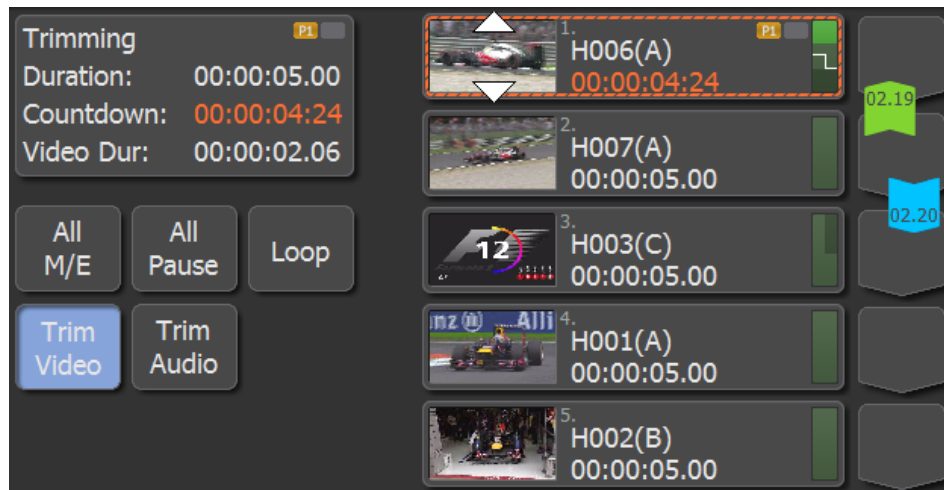 Trimming
P1
Duration: 00:00:05.00
Countdown: 00:00:04:24
Video Dur: 00:00:02.06
All
M/E
All
Pause
Loop
Trim
Video
Trim
Audio
1.
P1
H006(A)
00:00:04:24
2.
H007(A)
00:00:05.00
3.
12
H003(C)
00:00:05.00
4.
nz
Alli
H001(A)
00:00:05.00
5.
H002(B)
00:00:05.00
02.19
02.20